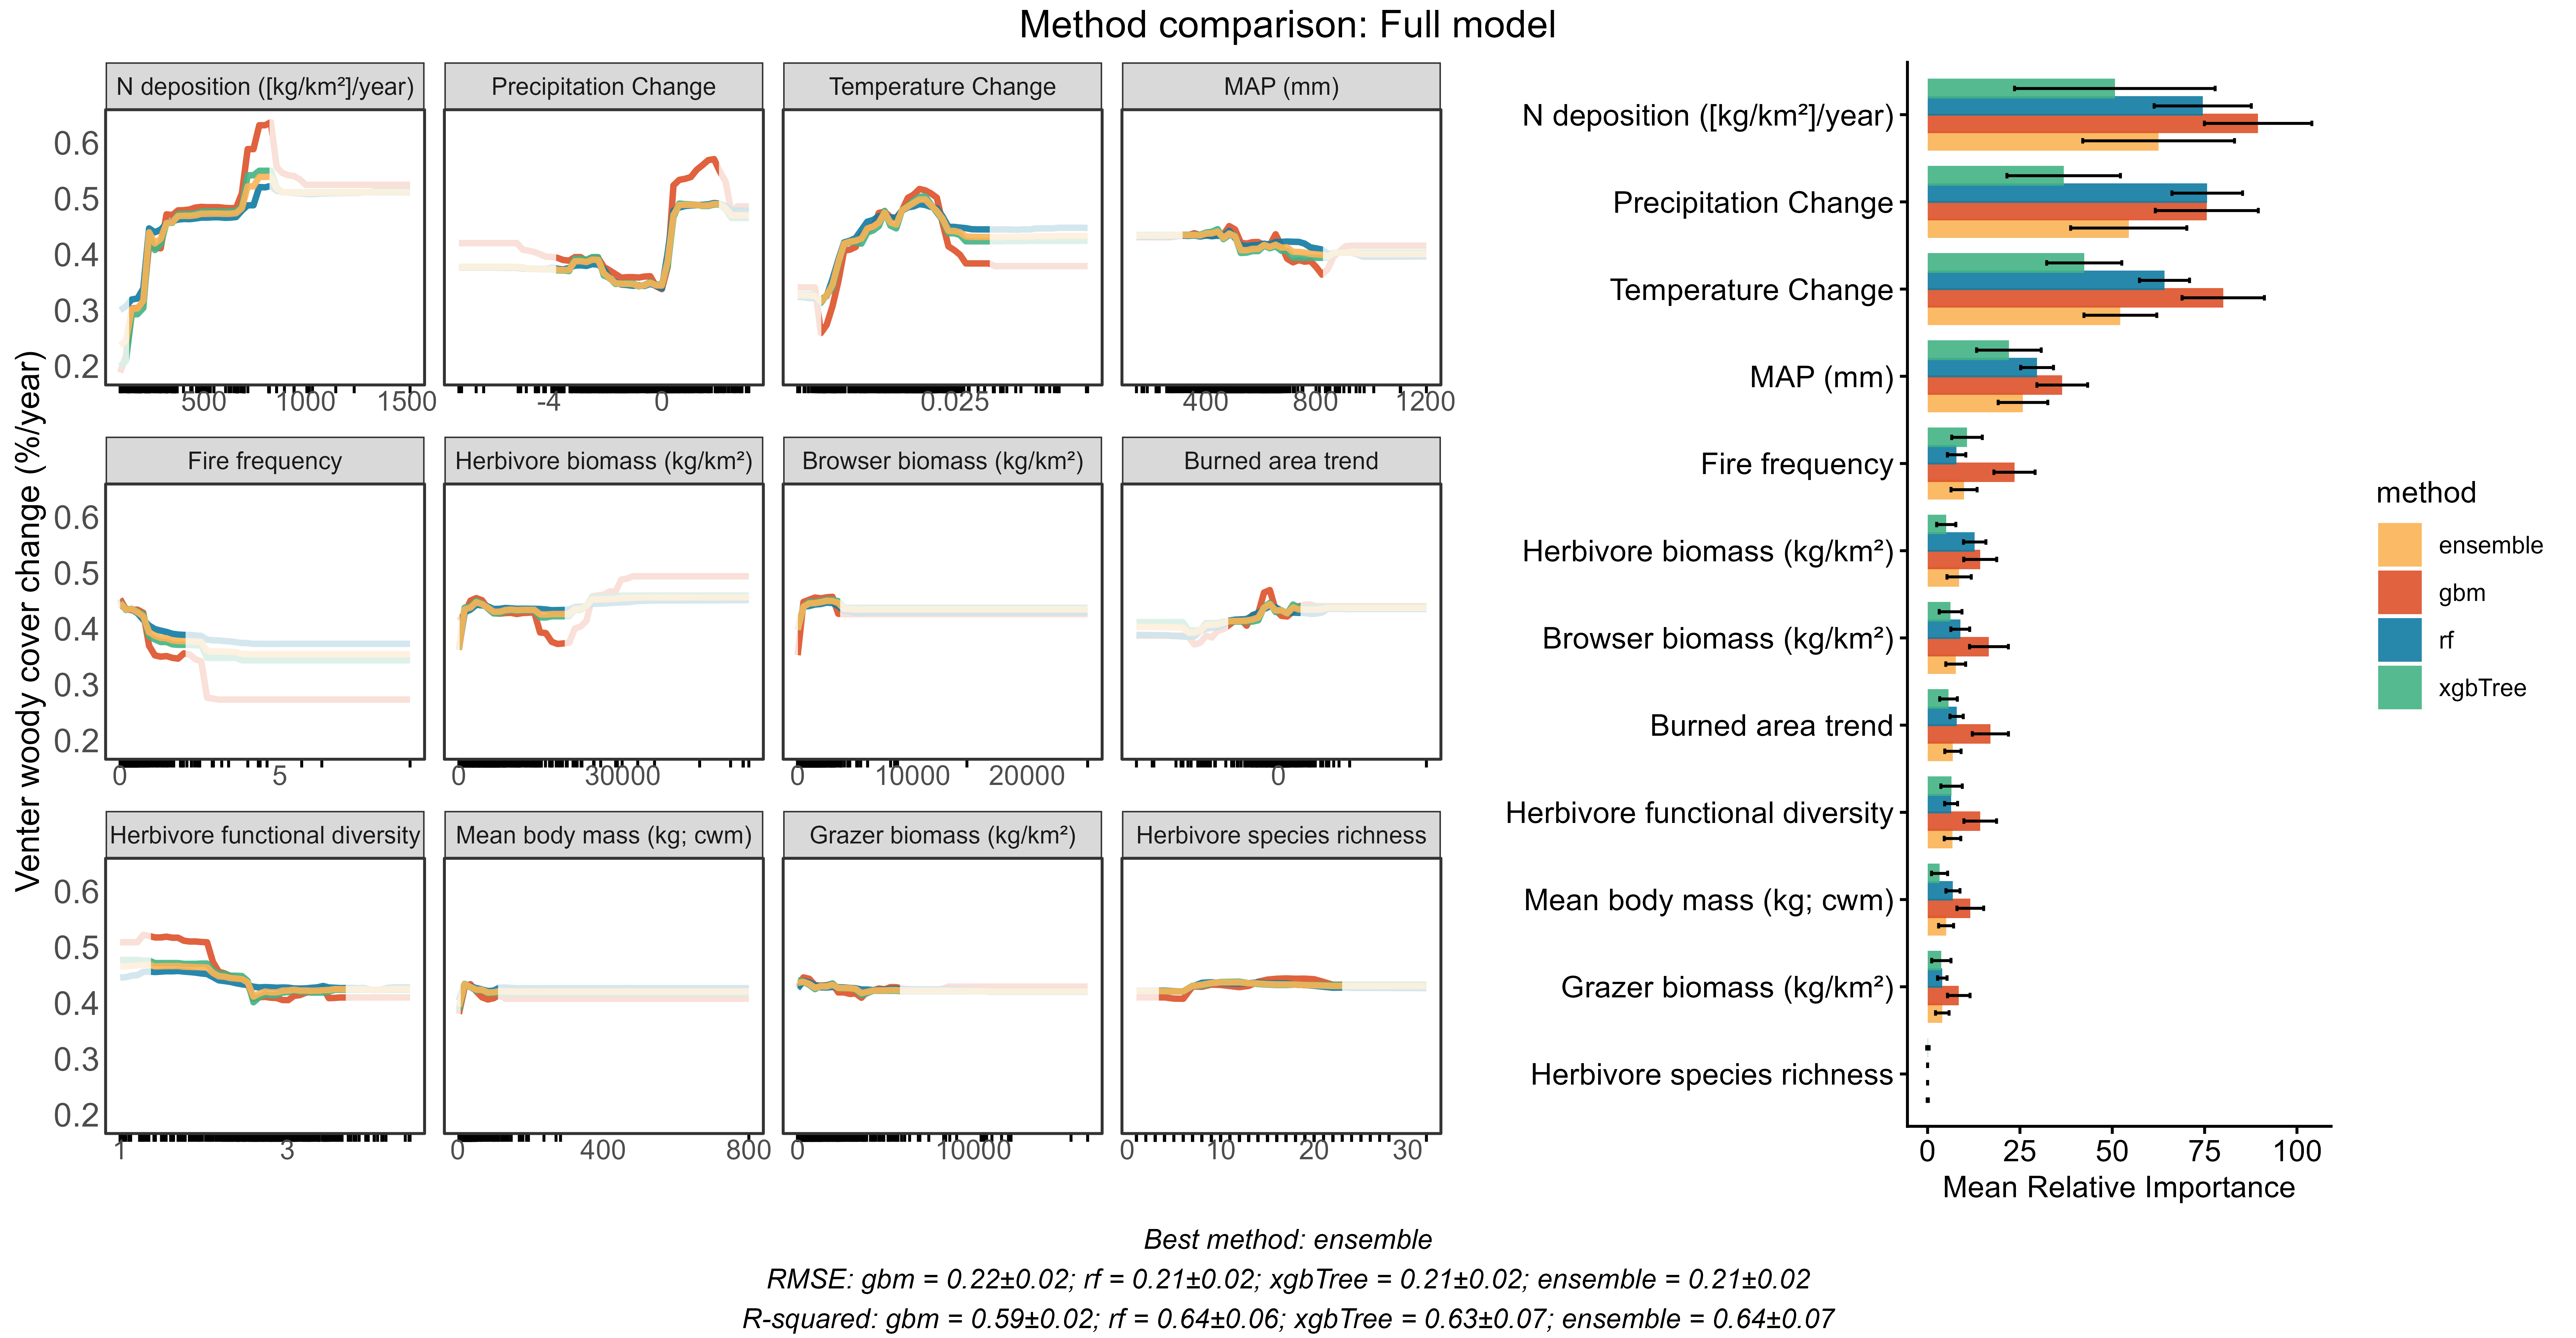 Method comparison: Full model
Venter woody cover change (%/year)
N deposition ([kg/km²]/year)
Precipitation Change
Temperature Change
MAP (mm)
0.6
0.5
0.4
0.3
0.2
500 1000 1500
-4 0
0.025
400 800 1200
Fire frequency
Herbivore biomass (kg/km²)
Browser biomass (kg/km²)
Burned area trend
0.6
0.5
0.4
0.3
0.2
0 5
0 30000
0 10000 20000
0
Herbivore functional diversity
Mean body mass (kg; cwm)
Grazer biomass (kg/km²)
Herbivore species richness
0.6
0.5
0.4
0.3
0.2
1 3
0 400 800
0 10000
0 10 20 30
N deposition ([kg/km²]/year)
Precipitation Change
Temperature Change
MAP (mm)
Fire frequency
Herbivore biomass (kg/km²)
Browser biomass (kg/km²)
Burned area trend
Herbivore functional diversity
Mean body mass (kg; cwm)
Grazer biomass (kg/km²)
Herbivore species richness
0 25 50 75 100
Mean Relative Importance
method
ensemble
gbm
rf
xgbTree
Best method: ensemble
RMSE: gbm = 0.22±0.02; rf = 0.21±0.02; xgbTree = 0.21±0.02; ensemble = 0.21±0.02
R-squared: gbm = 0.59±0.02; rf = 0.64±0.06; xgbTree = 0.63±0.07; ensemble = 0.64±0.07